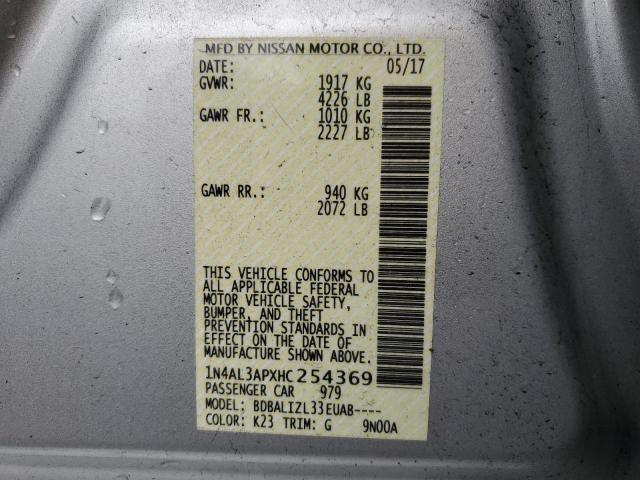 MFD BY NISSAN MOTOR CO., LTD.
DATE: 05/17
GVWR: 1917 KG
4226 LB
GAWR FR.: 1010 KG
2227 LB
GAWR RR.: 940 KG
2072 LB
THIS VEHICLE CONFORMS TO
ALL APPLICABLE FEDERAL
MOTOR VEHICLE SAFETY,
BUMPER, AND THEFT
PREVENTION STANDARDS IN
EFFECT ON THE DATE OF
MANUFACTURE SHOWN ABOVE.
1N4AL3APXHC254369
PASSENGER CAR 979
MODEL: BDBALIZL33EUAB----
COLOR: K23 TRIM: G 9N00A